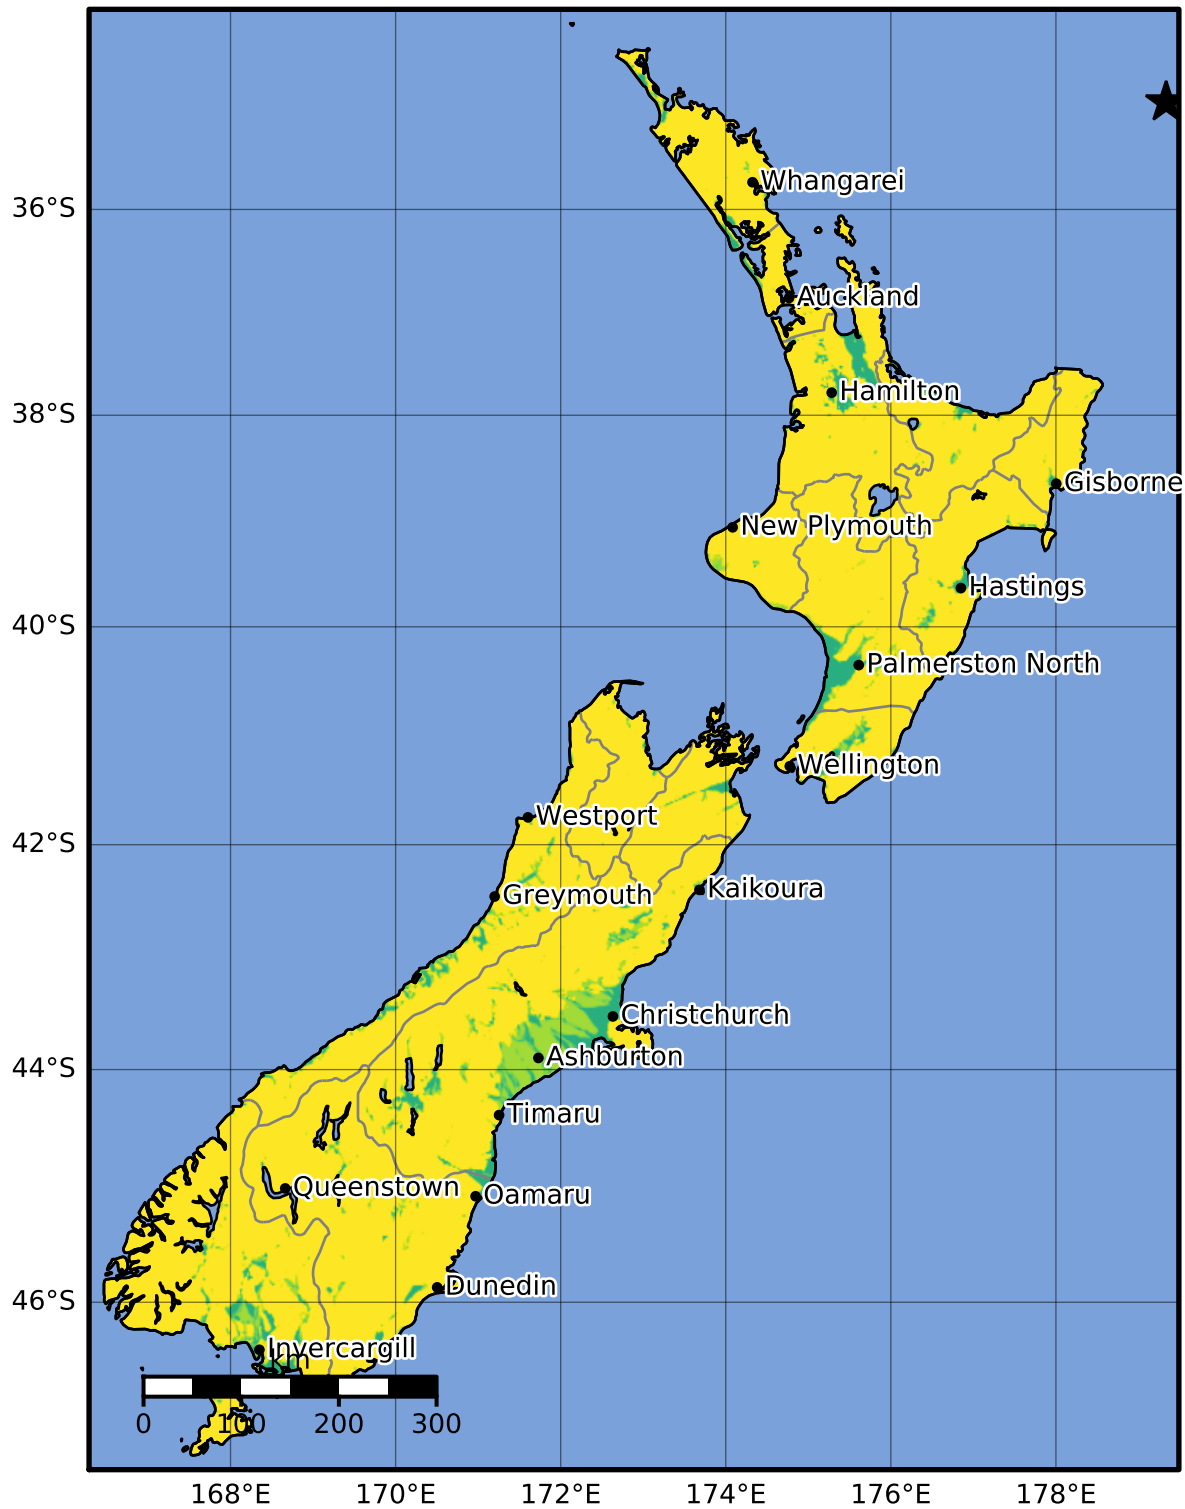 Whangarei
36°S
Auckland
Hamilton
38°S
Gisborne
New Plymouth
Hastings
40°S
Palmerston North
Wellington
Westport
42°S
Kaikoura
Greymouth
Christchurch
Ashburton
44°S
Timaru
Queenstown
Oamaru
Dunedin
46°S
Invercargill
km
0 100 200 300
168°E 170°E 172°E 174°E 176°E 178°E